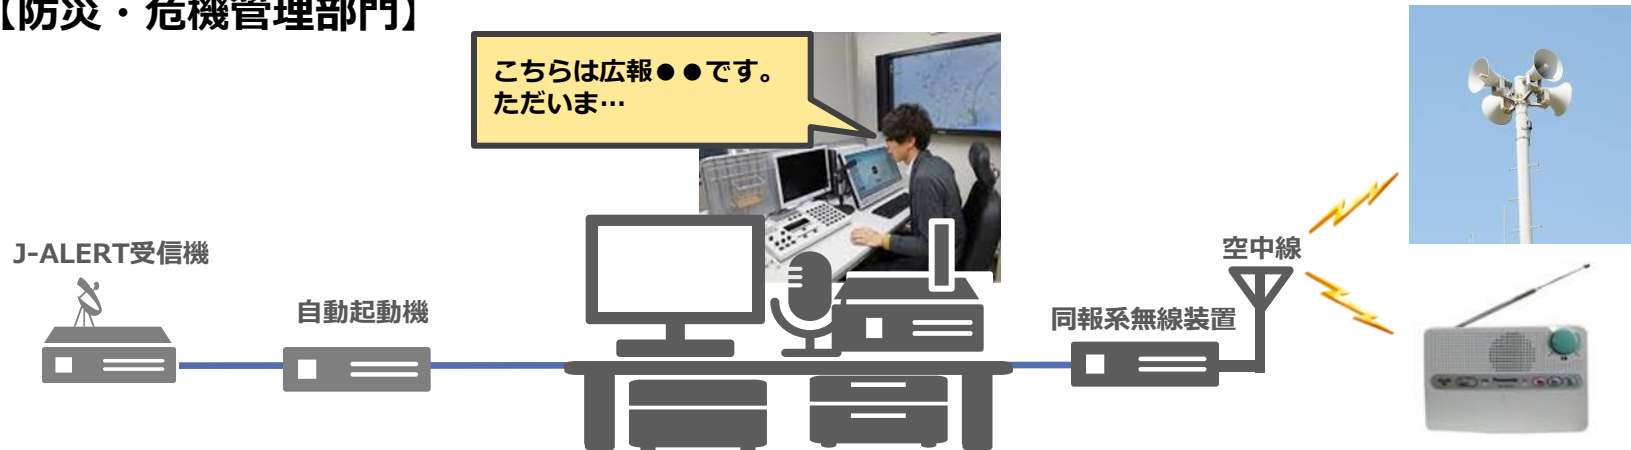 【防災・危機管理部門】
こちらは広報●●です。
ただいま…
J-ALERT受信機
自動起動機
同報系無線装置
空中線
Panasonic